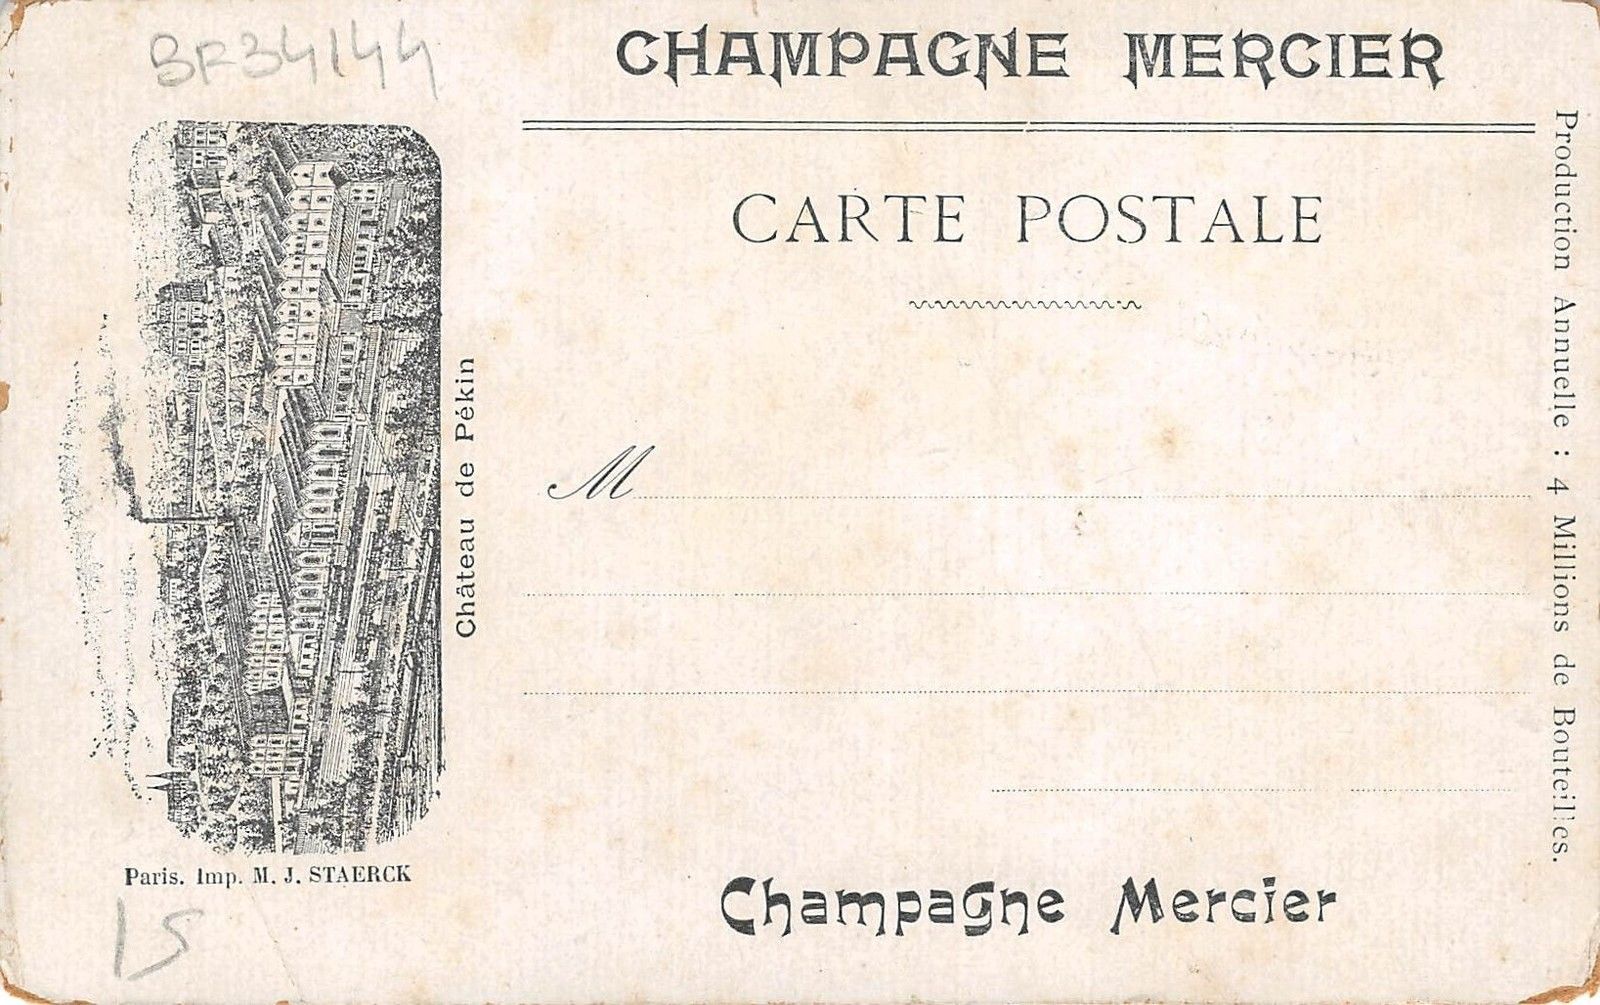 BF34144
CHAMPAGNE MERCIER
CARTE POSTALE
M
Château de Pékin
Production Annuelle : 4 Millions de Bouteilles.
Paris. Imp. M. J. STAERCK
Champagne Mercier
15